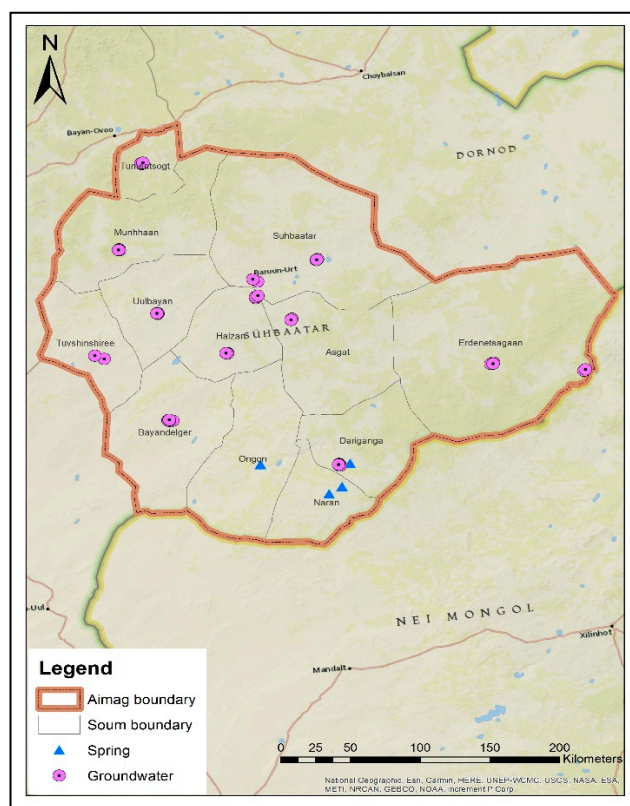 N
Choybalsan
Bayan-Ovoo
DORNOD
Tumentsogt
Munhhaan
Suhbaatar
Baruun-Urt
Uulbayan
SÜHBAATAR
Halzan
Tuvshinshiree
Asgat
Erdenetsagaan
Bayandelger
Ongon
Dariganga
Naran
Uul
NEI MONGOL
Xilinhot
Mandalt
Legend
Aimag boundary
Soum boundary
Spring
Groundwater
0 25 50 100 150 200
Kilometers
National Geographic, Esri, Garmin, HERE, UNEP-WCMC, USGS, NASA, ESA,
METI, NRCAN, GEBCO, NOAA, increment P Corp.